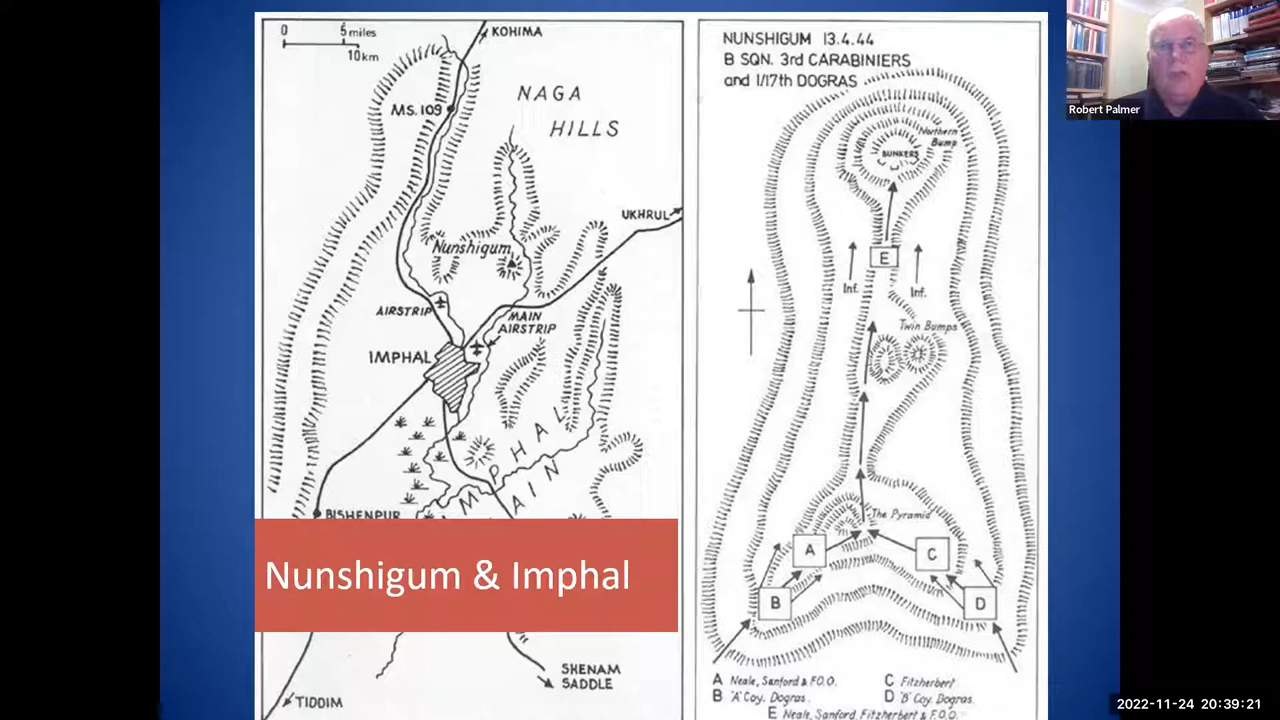 0 5 miles
10km
KOHIMA
MS. 109
NAGA
HILLS
UKHRUL
Nunshigum
AIRSTRIP
MAIN
AIRSTRIP
IMPHAL
IMPHAL
AIN
BISHENPUR
Nunshigum & Imphal
SHENAM
SADDLE
TIDDIM
NUNSHIGUM 13.4.44
B SQN. 3rd CARABINIERS
and 1/17th DOGRAS
Northern
Bump
BUNKERS
E
Inf.
Inf.
Twin Bumps
The Pyramid
A
C
B
D
A Neale, Sanford & F.O.O.
C Fitzherbert
B 'A' Coy. Dogras
D 'B' Coy. Dogras
E Neale, Sanford, Fitzherbert & F.O.O.
Robert Palmer
2022-11-24 20:39:21